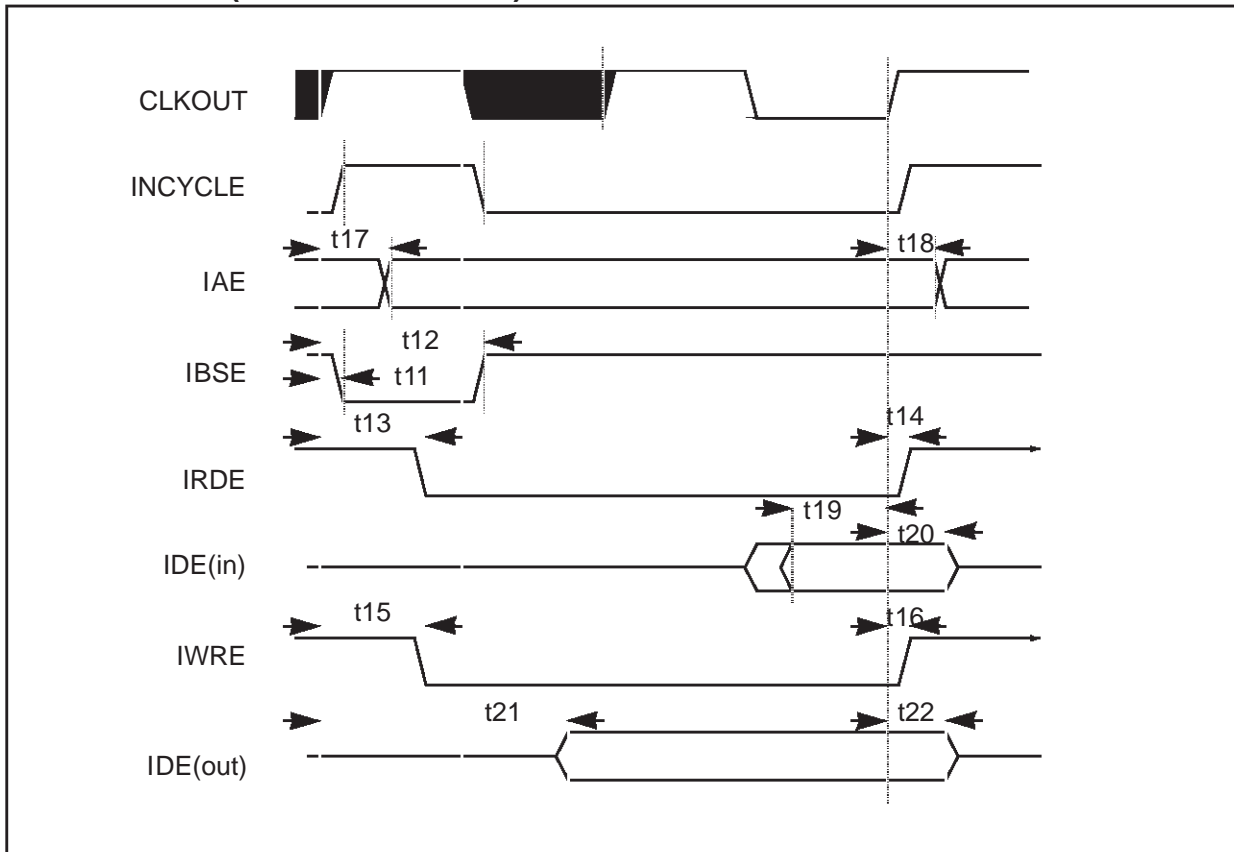 CLKOUT
INCYCLE
t17
t18
IAE
t12
IBSE
t11
t13
t14
IRDE
t19
t20
IDE(in)
t15
t16
IWRE
t21
t22
IDE(out)